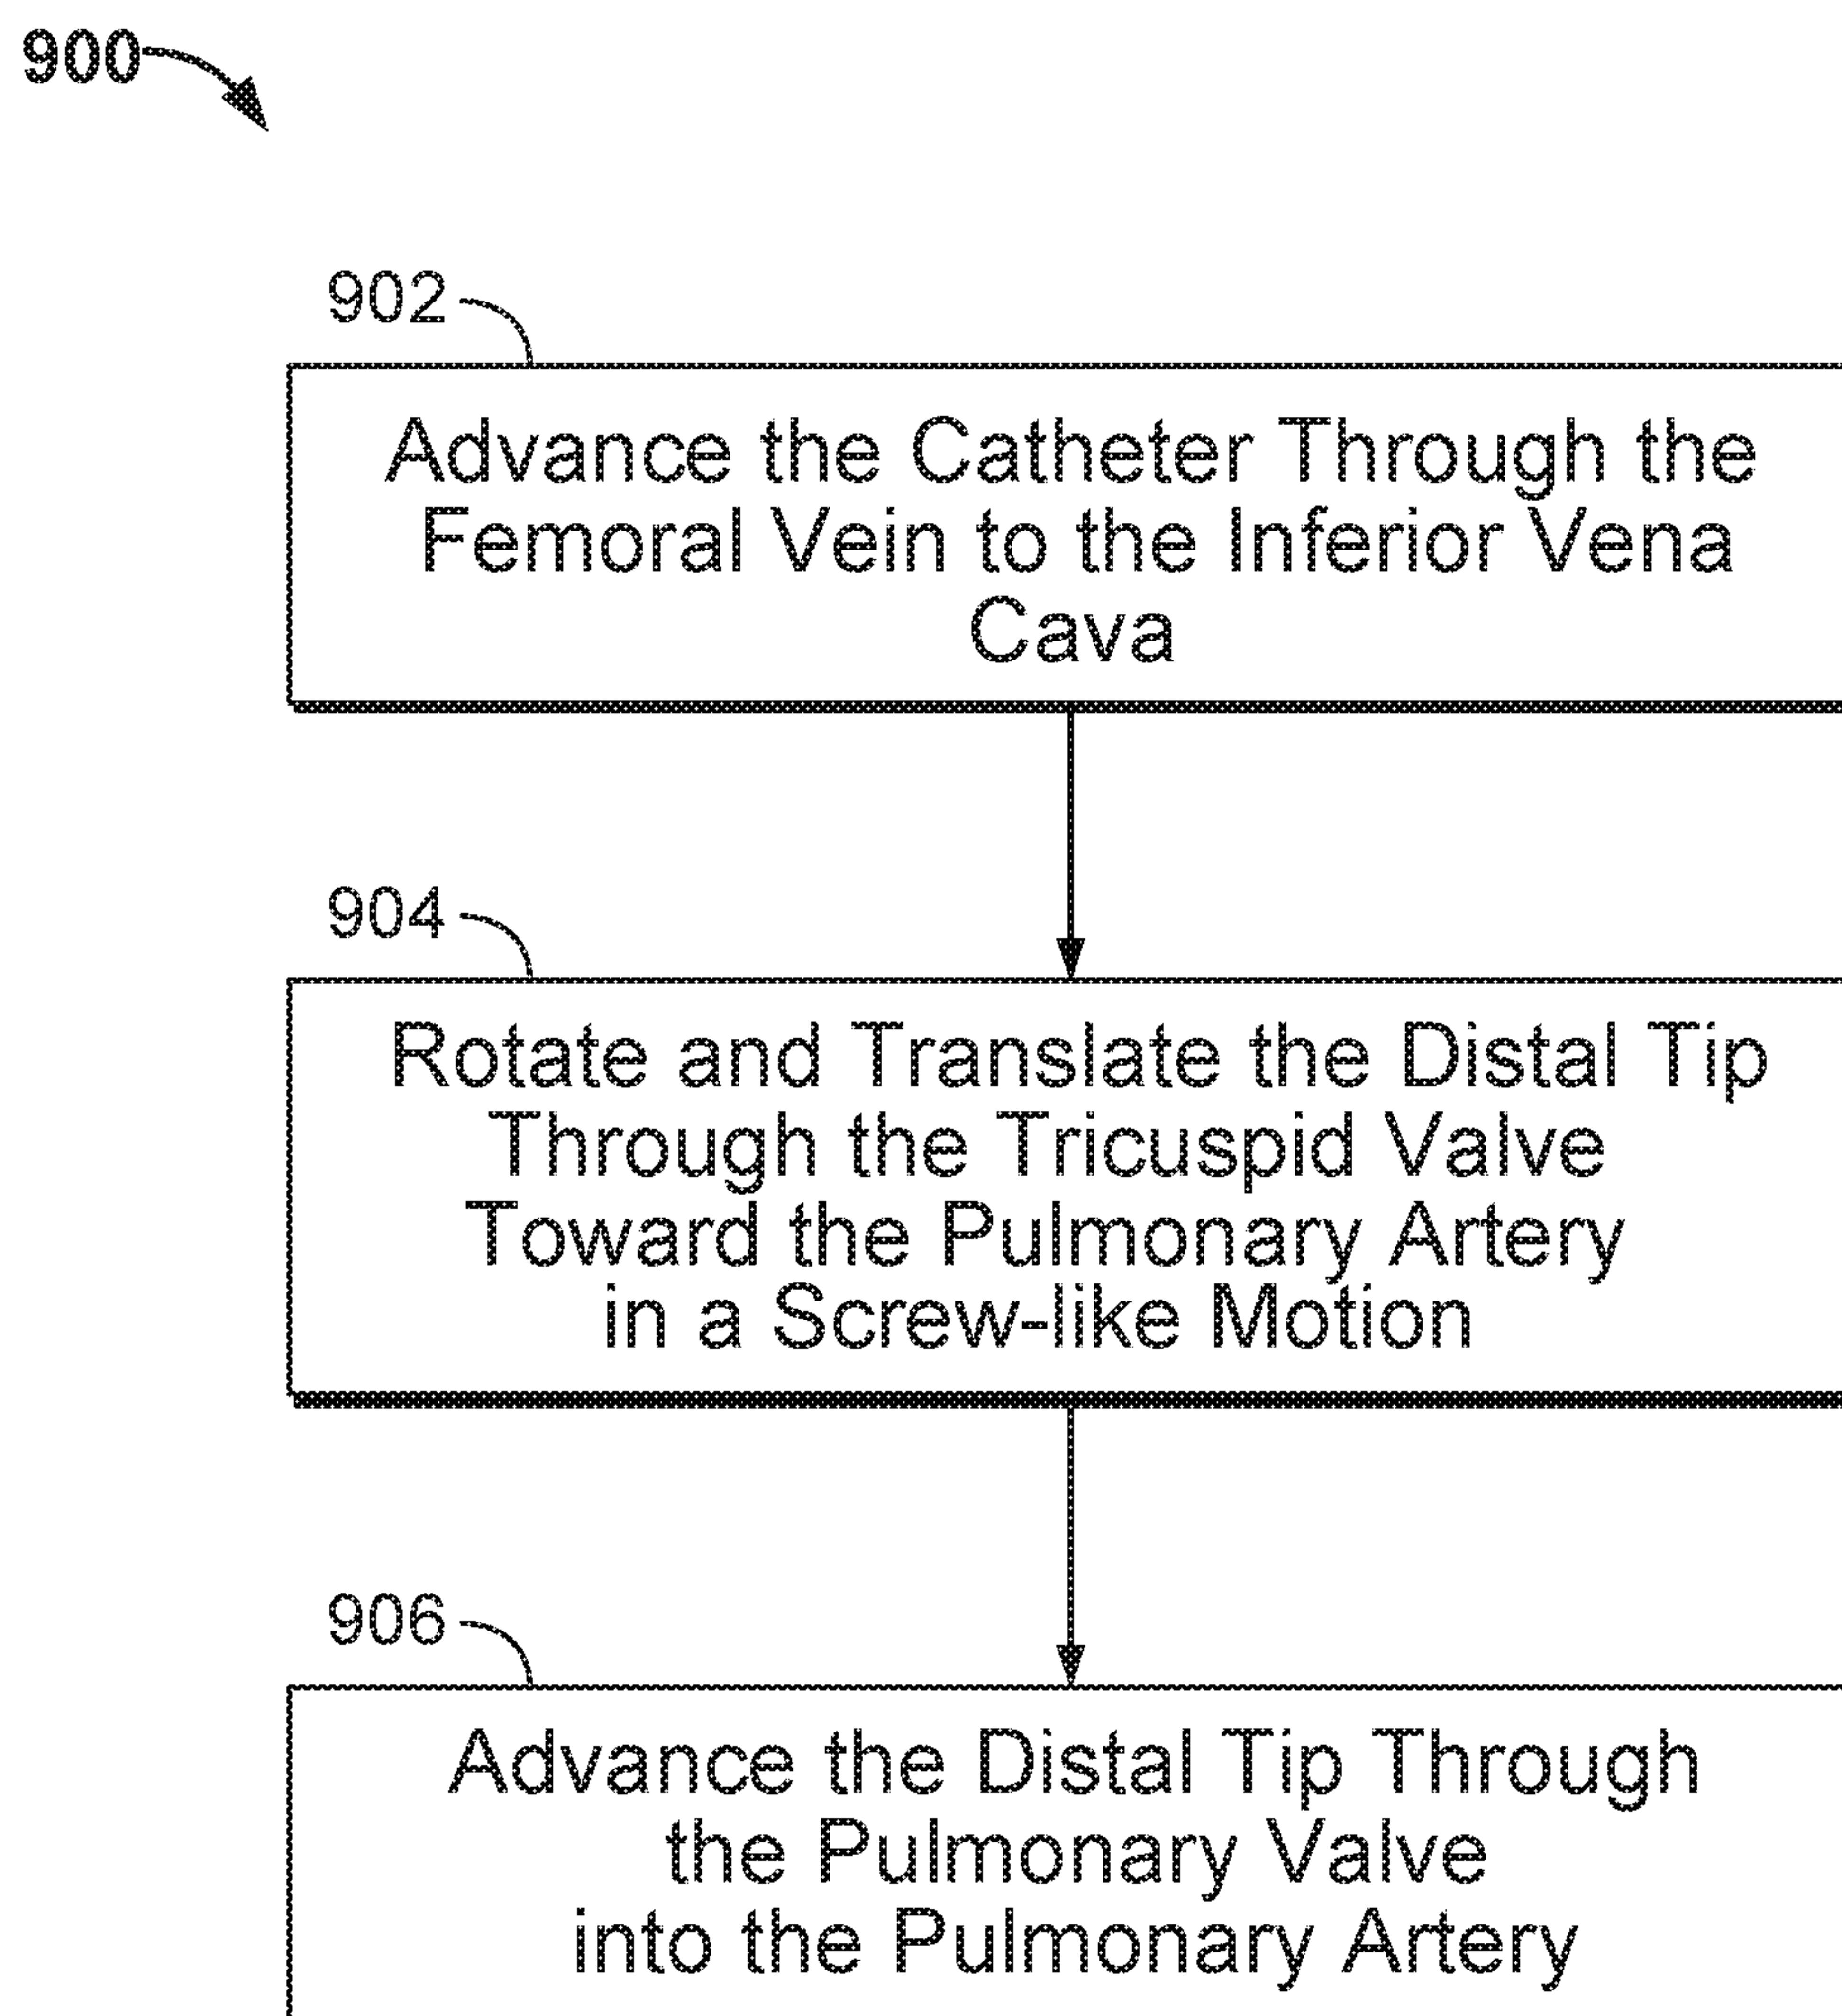 900
902
Advance the Catheter Through the
Femoral Vein to the Inferior Vena
Cava
904
Rotate and Translate the Distal Tip
Through the Tricuspid Valve
Toward the Pulmonary Artery
in a Screw-like Motion
906
Advance the Distal Tip Through
the Pulmonary Valve
into the Pulmonary Artery